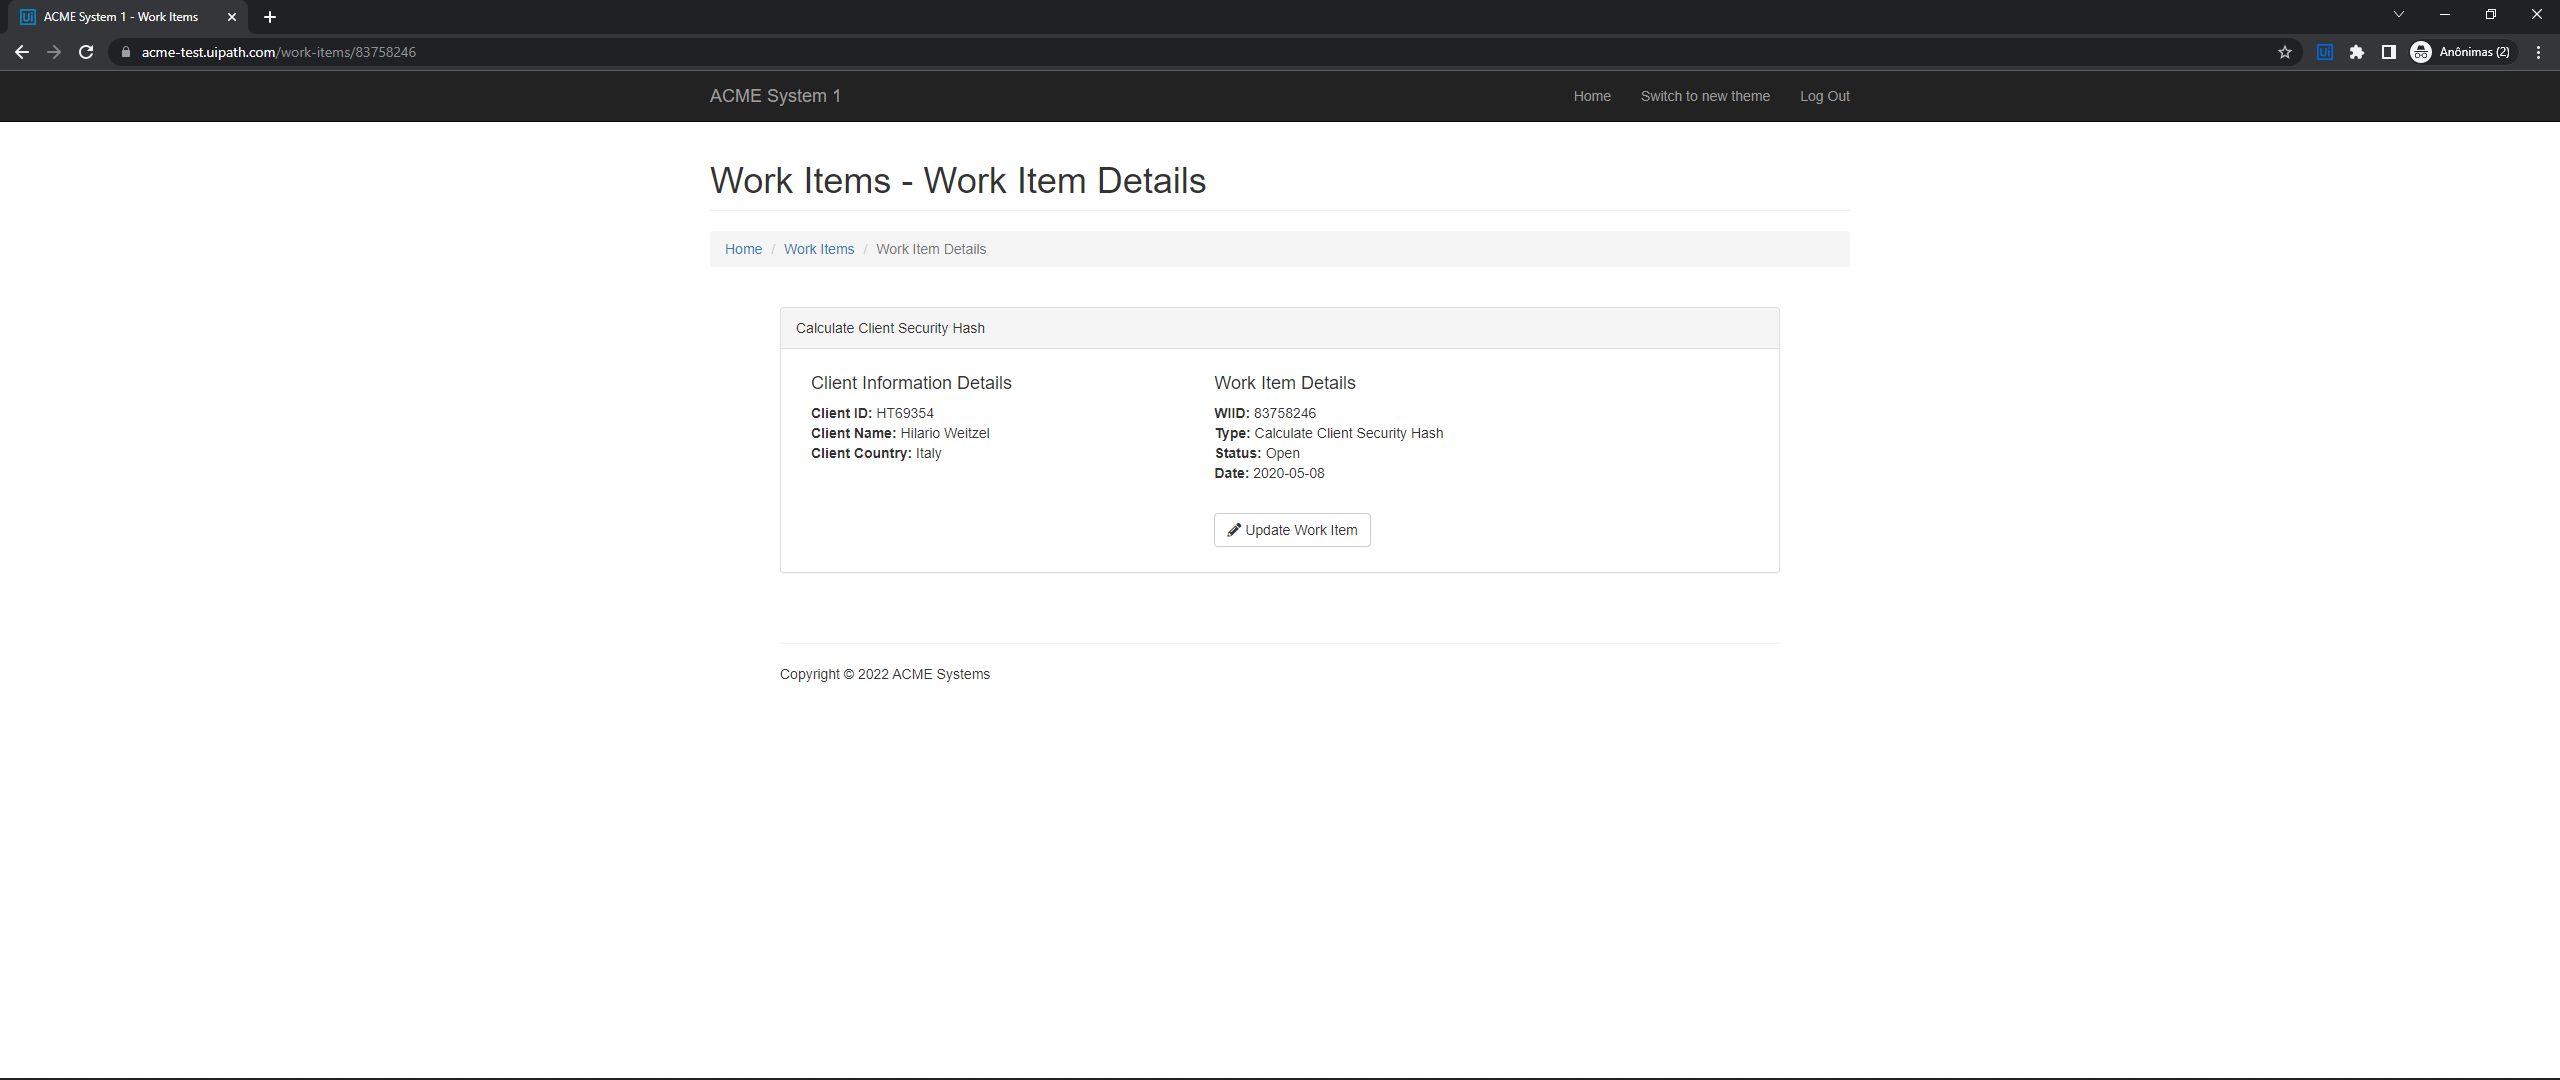 ACME System 1 - Work Items
acme-test.uipath.com/work-items/83758246
Anônimas (2)
ACME System 1
Home
Switch to new theme
Log Out
Work Items - Work Item Details
Home / Work Items / Work Item Details
Calculate Client Security Hash
Client Information Details
Client ID: HT69354
Client Name: Hilario Weitzel
Client Country: Italy
Work Item Details
WIID: 83758246
Type: Calculate Client Security Hash
Status: Open
Date: 2020-05-08
Update Work Item
Copyright © 2022 ACME Systems